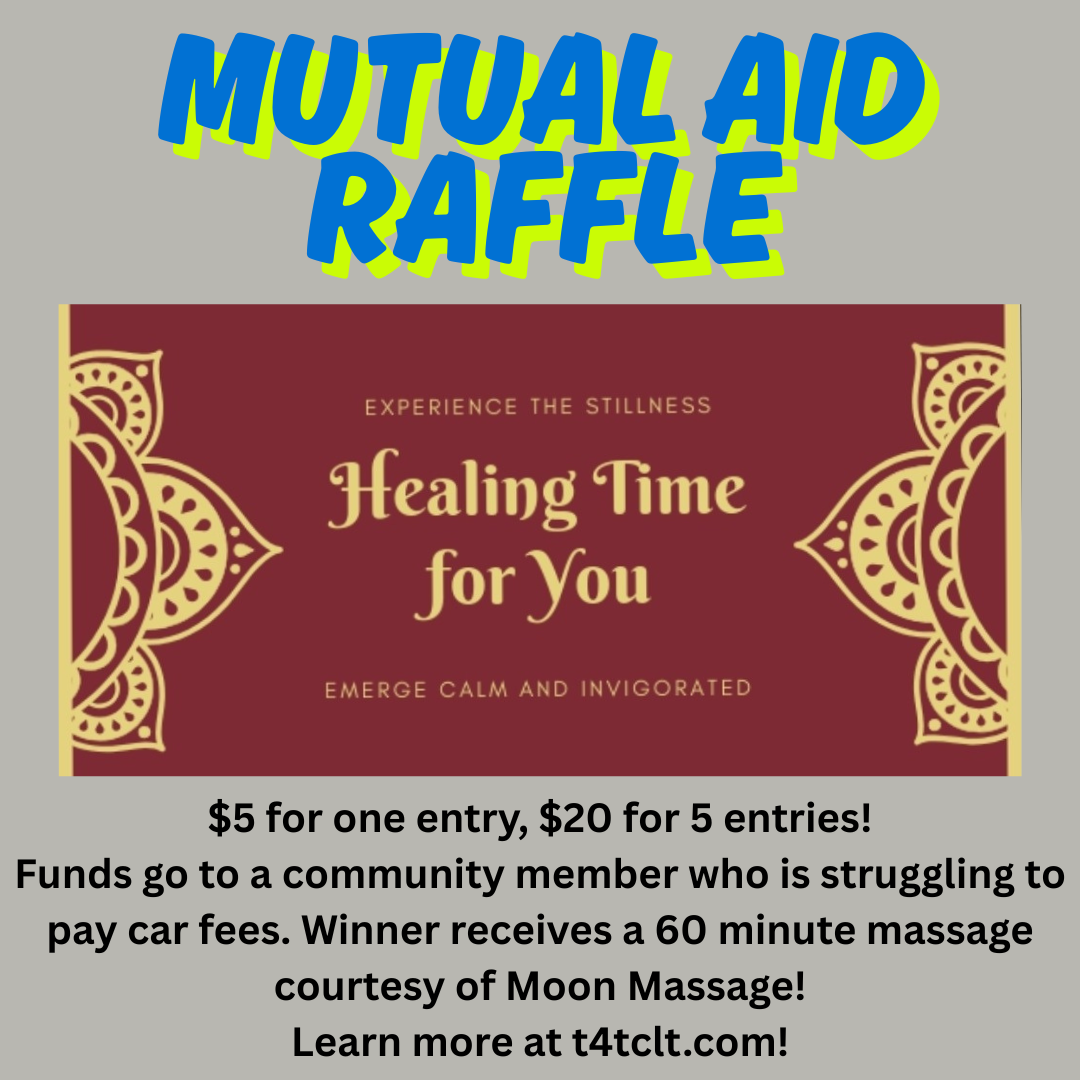 MUTUAL AID
RAFFLE
EXPERIENCE THE STILLNESS
Healing Time
for You
EMERGE CALM AND INVIGORATED
$5 for one entry, $20 for 5 entries!
Funds go to a community member who is struggling to
pay car fees. Winner receives a 60 minute massage
courtesy of Moon Massage!
Learn more at t4tclt.com!